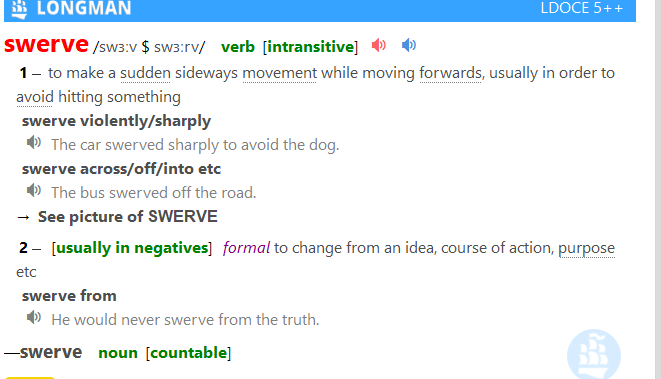 LONGMAN LDOCE 5++
swerve /swɜːv $ swɜːrv/ verb [intransitive]
1 – to make a sudden sideways movement while moving forwards, usually in order to
avoid hitting something
swerve violently/sharply
The car swerved sharply to avoid the dog.
swerve across/off/into etc
The bus swerved off the road.
→ See picture of SWERVE
2 – [usually in negatives] formal to change from an idea, course of action, purpose
etc
swerve from
He would never swerve from the truth.
—swerve noun [countable]